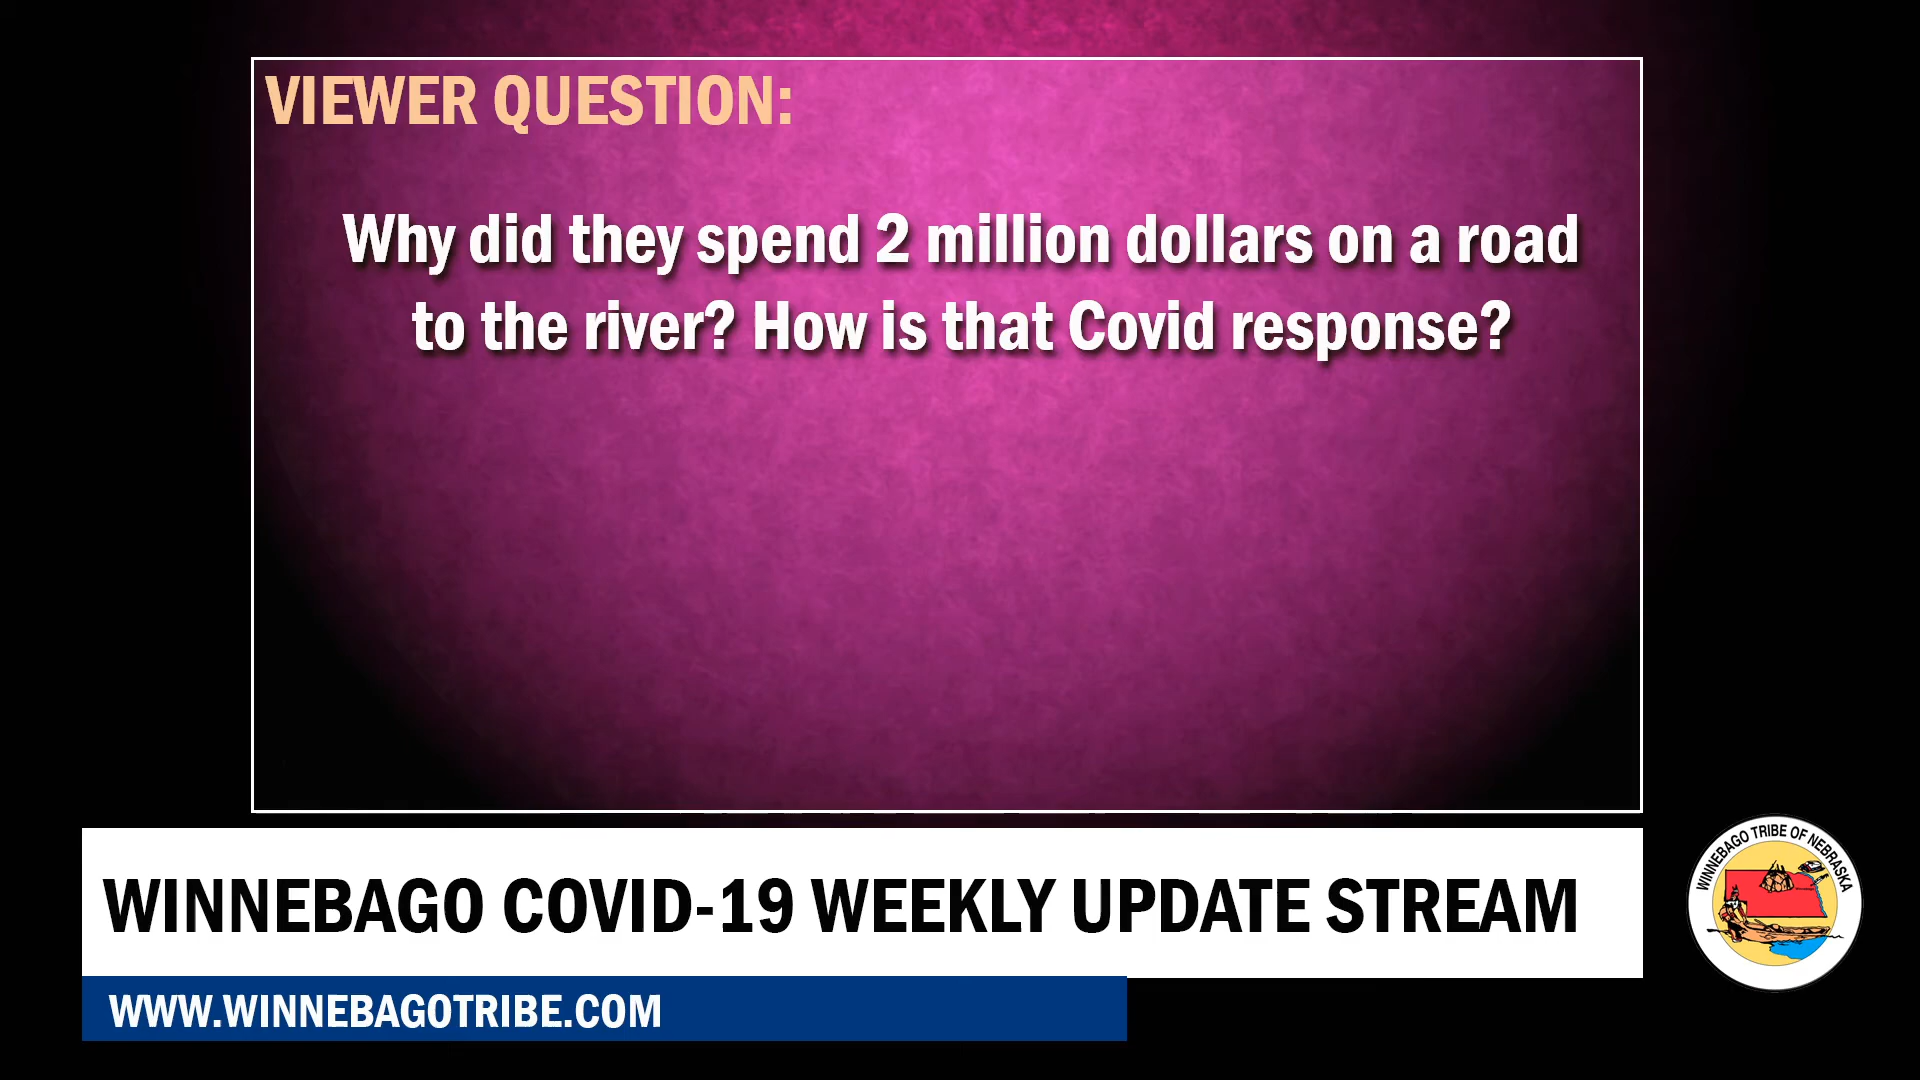 VIEWER QUESTION:
Why did they spend 2 million dollars on a road
to the river? How is that Covid response?
WINNEBAGO COVID-19 WEEKLY UPDATE STREAM
WINNEBAGO TRIBE OF NEBRASKA
WWW.WINNEBAGOTRIBE.COM